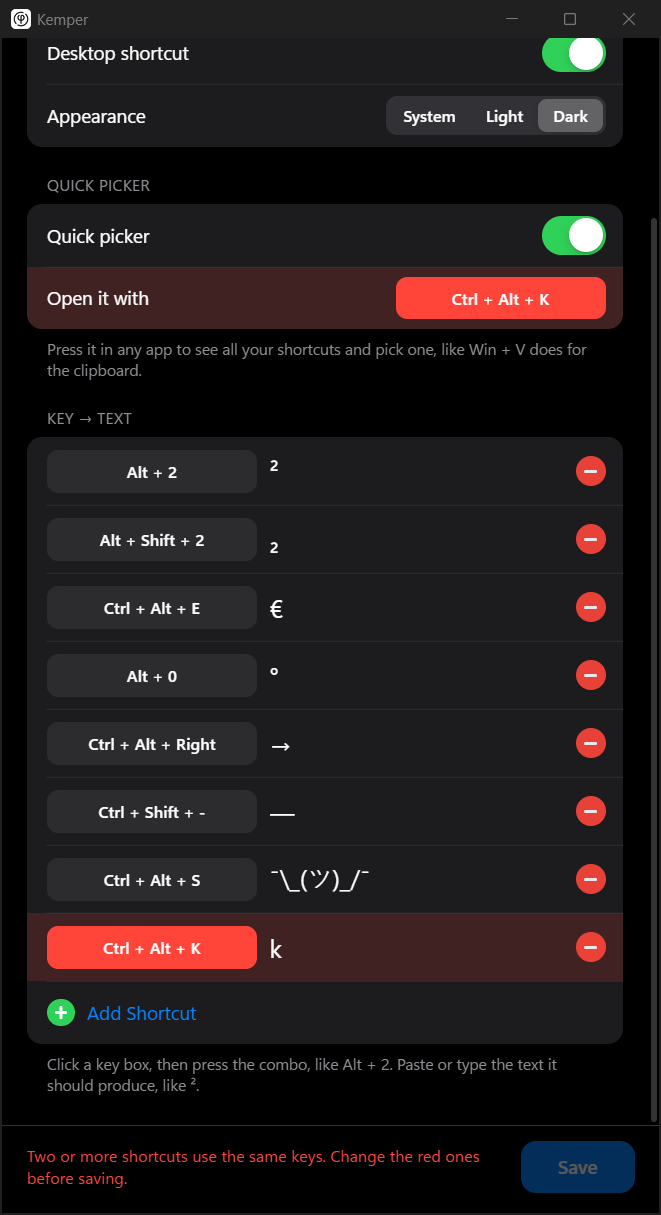 Kemper
Desktop shortcut
Appearance System Light Dark
QUICK PICKER
Quick picker
Open it with Ctrl + Alt + K
Press it in any app to see all your shortcuts and pick one, like Win + V does for
the clipboard.
KEY → TEXT
Alt + 2 ²
Alt + Shift + 2 ₂
Ctrl + Alt + E €
Alt + 0 °
Ctrl + Alt + Right →
Ctrl + Shift + - —
Ctrl + Alt + S ¯\_(ツ)_/¯
Ctrl + Alt + K k
Add Shortcut
Click a key box, then press the combo, like Alt + 2. Paste or type the text it
should produce, like ².
Two or more shortcuts use the same keys. Change the red ones
before saving.
Save